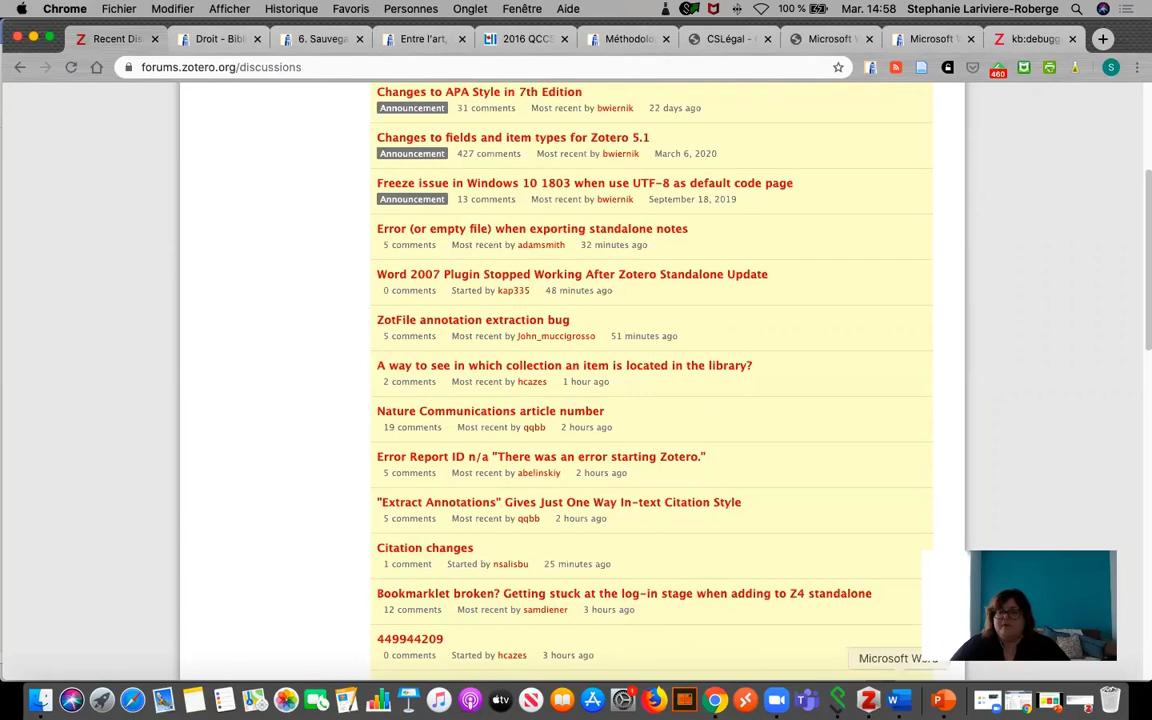 Chrome Fichier Modifier Afficher Historique Favoris Personnes Onglet Fenêtre Aide 100 % Mar. 14:58 Stephanie Lariviere-Roberge
Recent Dis Droit - Bibl 6. Sauvega Entre l'art, 2016 QCCS Méthodolo CSLégal - Microsoft W Microsoft W kb:debugg
forums.zotero.org/discussions 460 S
Changes to APA Style in 7th Edition
Announcement 31 comments Most recent by bwiernik 22 days ago
Changes to fields and item types for Zotero 5.1
Announcement 427 comments Most recent by bwiernik March 6, 2020
Freeze issue in Windows 10 1803 when use UTF-8 as default code page
Announcement 13 comments Most recent by bwiernik September 18, 2019
Error (or empty file) when exporting standalone notes
5 comments Most recent by adamsmith 32 minutes ago
Word 2007 Plugin Stopped Working After Zotero Standalone Update
0 comments Started by kap335 48 minutes ago
ZotFile annotation extraction bug
5 comments Most recent by John_muccigrosso 51 minutes ago
A way to see in which collection an item is located in the library?
2 comments Most recent by hcazes 1 hour ago
Nature Communications article number
19 comments Most recent by qqbb 2 hours ago
Error Report ID n/a "There was an error starting Zotero."
5 comments Most recent by abelinskiy 2 hours ago
"Extract Annotations" Gives Just One Way In-text Citation Style
5 comments Most recent by qqbb 2 hours ago
Citation changes
1 comment Started by nsalisbu 25 minutes ago
Bookmarklet broken? Getting stuck at the log-in stage when adding to Z4 standalone
12 comments Most recent by samdiener 3 hours ago
449944209
0 comments Started by hcazes 3 hours ago
Microsoft Word